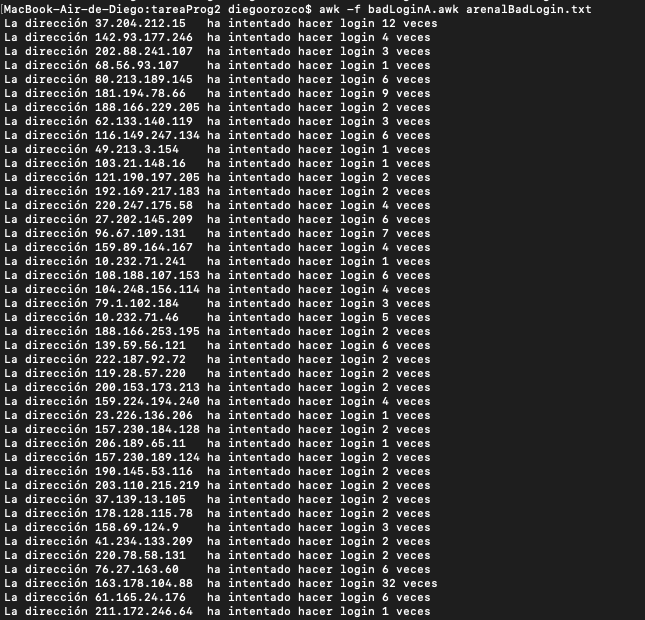 [MacBook-Air-de-Diego:tareaProg2 diegoorozco$ awk -f badLoginA.awk arenalBadLogin.txt
La dirección 37.204.212.15 ha intentado hacer login 12 veces
La dirección 142.93.177.246 ha intentado hacer login 4 veces
La dirección 202.88.241.107 ha intentado hacer login 3 veces
La dirección 68.56.93.107 ha intentado hacer login 1 veces
La dirección 80.213.189.145 ha intentado hacer login 6 veces
La dirección 181.194.78.66 ha intentado hacer login 9 veces
La dirección 188.166.229.205 ha intentado hacer login 2 veces
La dirección 62.133.140.119 ha intentado hacer login 3 veces
La dirección 116.149.247.134 ha intentado hacer login 6 veces
La dirección 49.213.3.154 ha intentado hacer login 1 veces
La dirección 103.21.148.16 ha intentado hacer login 1 veces
La dirección 121.190.197.205 ha intentado hacer login 2 veces
La dirección 192.169.217.183 ha intentado hacer login 2 veces
La dirección 220.247.175.58 ha intentado hacer login 4 veces
La dirección 27.202.145.209 ha intentado hacer login 6 veces
La dirección 96.67.109.131 ha intentado hacer login 7 veces
La dirección 159.89.164.167 ha intentado hacer login 4 veces
La dirección 10.232.71.241 ha intentado hacer login 1 veces
La dirección 108.188.107.153 ha intentado hacer login 6 veces
La dirección 104.248.156.114 ha intentado hacer login 4 veces
La dirección 79.1.102.184 ha intentado hacer login 3 veces
La dirección 10.232.71.46 ha intentado hacer login 5 veces
La dirección 188.166.253.195 ha intentado hacer login 2 veces
La dirección 139.59.56.121 ha intentado hacer login 6 veces
La dirección 222.187.92.72 ha intentado hacer login 2 veces
La dirección 119.28.57.220 ha intentado hacer login 2 veces
La dirección 200.153.173.213 ha intentado hacer login 2 veces
La dirección 159.224.194.240 ha intentado hacer login 4 veces
La dirección 23.226.136.206 ha intentado hacer login 1 veces
La dirección 157.230.184.128 ha intentado hacer login 2 veces
La dirección 206.189.65.11 ha intentado hacer login 1 veces
La dirección 157.230.189.124 ha intentado hacer login 2 veces
La dirección 190.145.53.116 ha intentado hacer login 2 veces
La dirección 203.110.215.219 ha intentado hacer login 2 veces
La dirección 37.139.13.105 ha intentado hacer login 2 veces
La dirección 178.128.115.78 ha intentado hacer login 2 veces
La dirección 158.69.124.9 ha intentado hacer login 3 veces
La dirección 41.234.133.209 ha intentado hacer login 2 veces
La dirección 220.78.58.131 ha intentado hacer login 2 veces
La dirección 76.27.163.60 ha intentado hacer login 6 veces
La dirección 163.178.104.88 ha intentado hacer login 32 veces
La dirección 61.165.24.176 ha intentado hacer login 6 veces
La dirección 211.172.246.64 ha intentado hacer login 1 veces